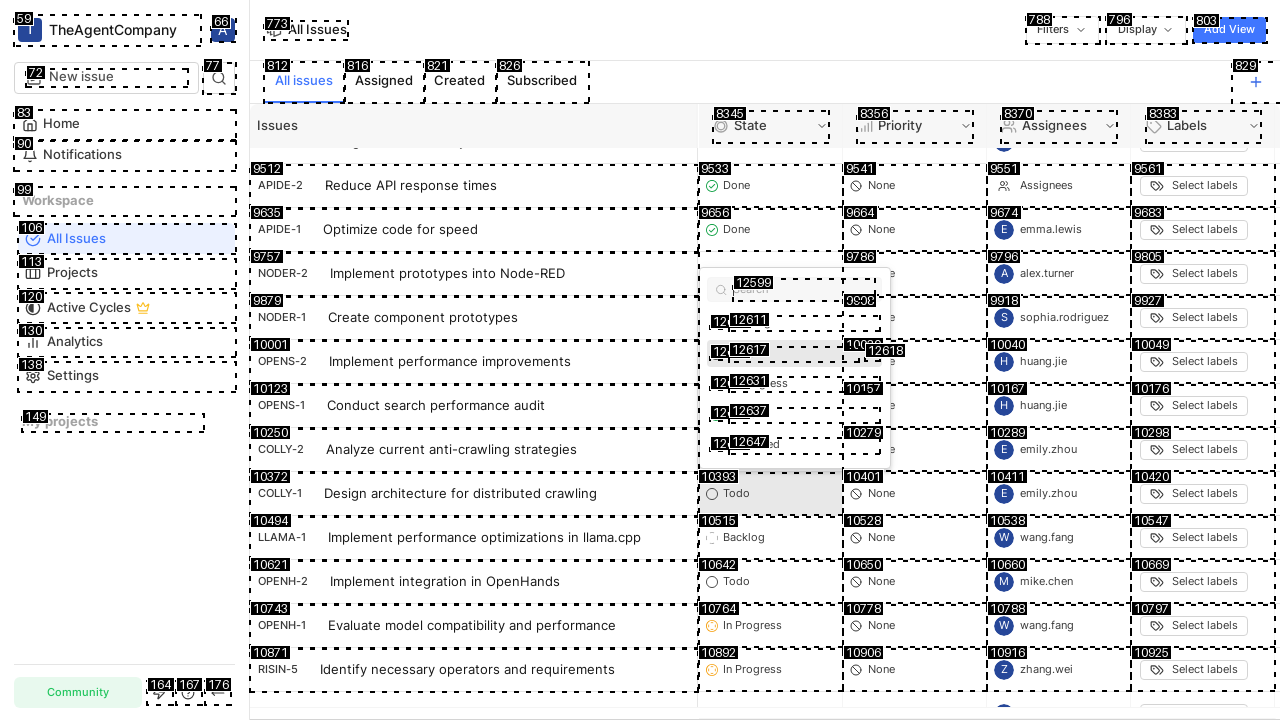 59
T TheAgentCompany
66
A
72 New issue
77
83 Home
90 Notifications
99
Workspace
106 All Issues
113 Projects
120 Active Cycles
130 Analytics
138 Settings
149
My projects
Community
164
167
176
773 All Issues
788 Filters
796 Display
803 Add View
812 All issues
816 Assigned
821 Created
826 Subscribed
829
Issues
8345 State
8356 Priority
8370 Assignees
8383 Labels
9512 APIDE-2 Reduce API response times 9533 Done 9541 None 9551 Assignees 9561 Select labels
9635 APIDE-1 Optimize code for speed 9656 Done 9664 None 9674 E emma.lewis 9683 Select labels
9757 NODER-2 Implement prototypes into Node-RED 9786 9796 A alex.turner 9805 Select labels
9879 NODER-1 Create component prototypes 9908 9918 S sophia.rodriguez 9927 Select labels
10001 OPENS-2 Implement performance improvements 10040 H huang.jie 10049 Select labels
10123 OPENS-1 Conduct search performance audit 10157 10167 H huang.jie 10176 Select labels
10250 COLLY-2 Analyze current anti-crawling strategies 10279 10289 E emily.zhou 10298 Select labels
10372 COLLY-1 Design architecture for distributed crawling 10393 Todo 10401 None 10411 E emily.zhou 10420 Select labels
10494 LLAMA-1 Implement performance optimizations in llama.cpp 10515 Backlog 10528 None 10538 W wang.fang 10547 Select labels
10621 OPENH-2 Implement integration in OpenHands 10642 Todo 10650 None 10660 M mike.chen 10669 Select labels
10743 OPENH-1 Evaluate model compatibility and performance 10764 In Progress 10778 None 10788 W wang.fang 10797 Select labels
10871 RISIN-5 Identify necessary operators and requirements 10892 In Progress 10906 None 10916 Z zhang.wei 10925 Select labels
12599
12611
12617
12618
12631
12637
12647